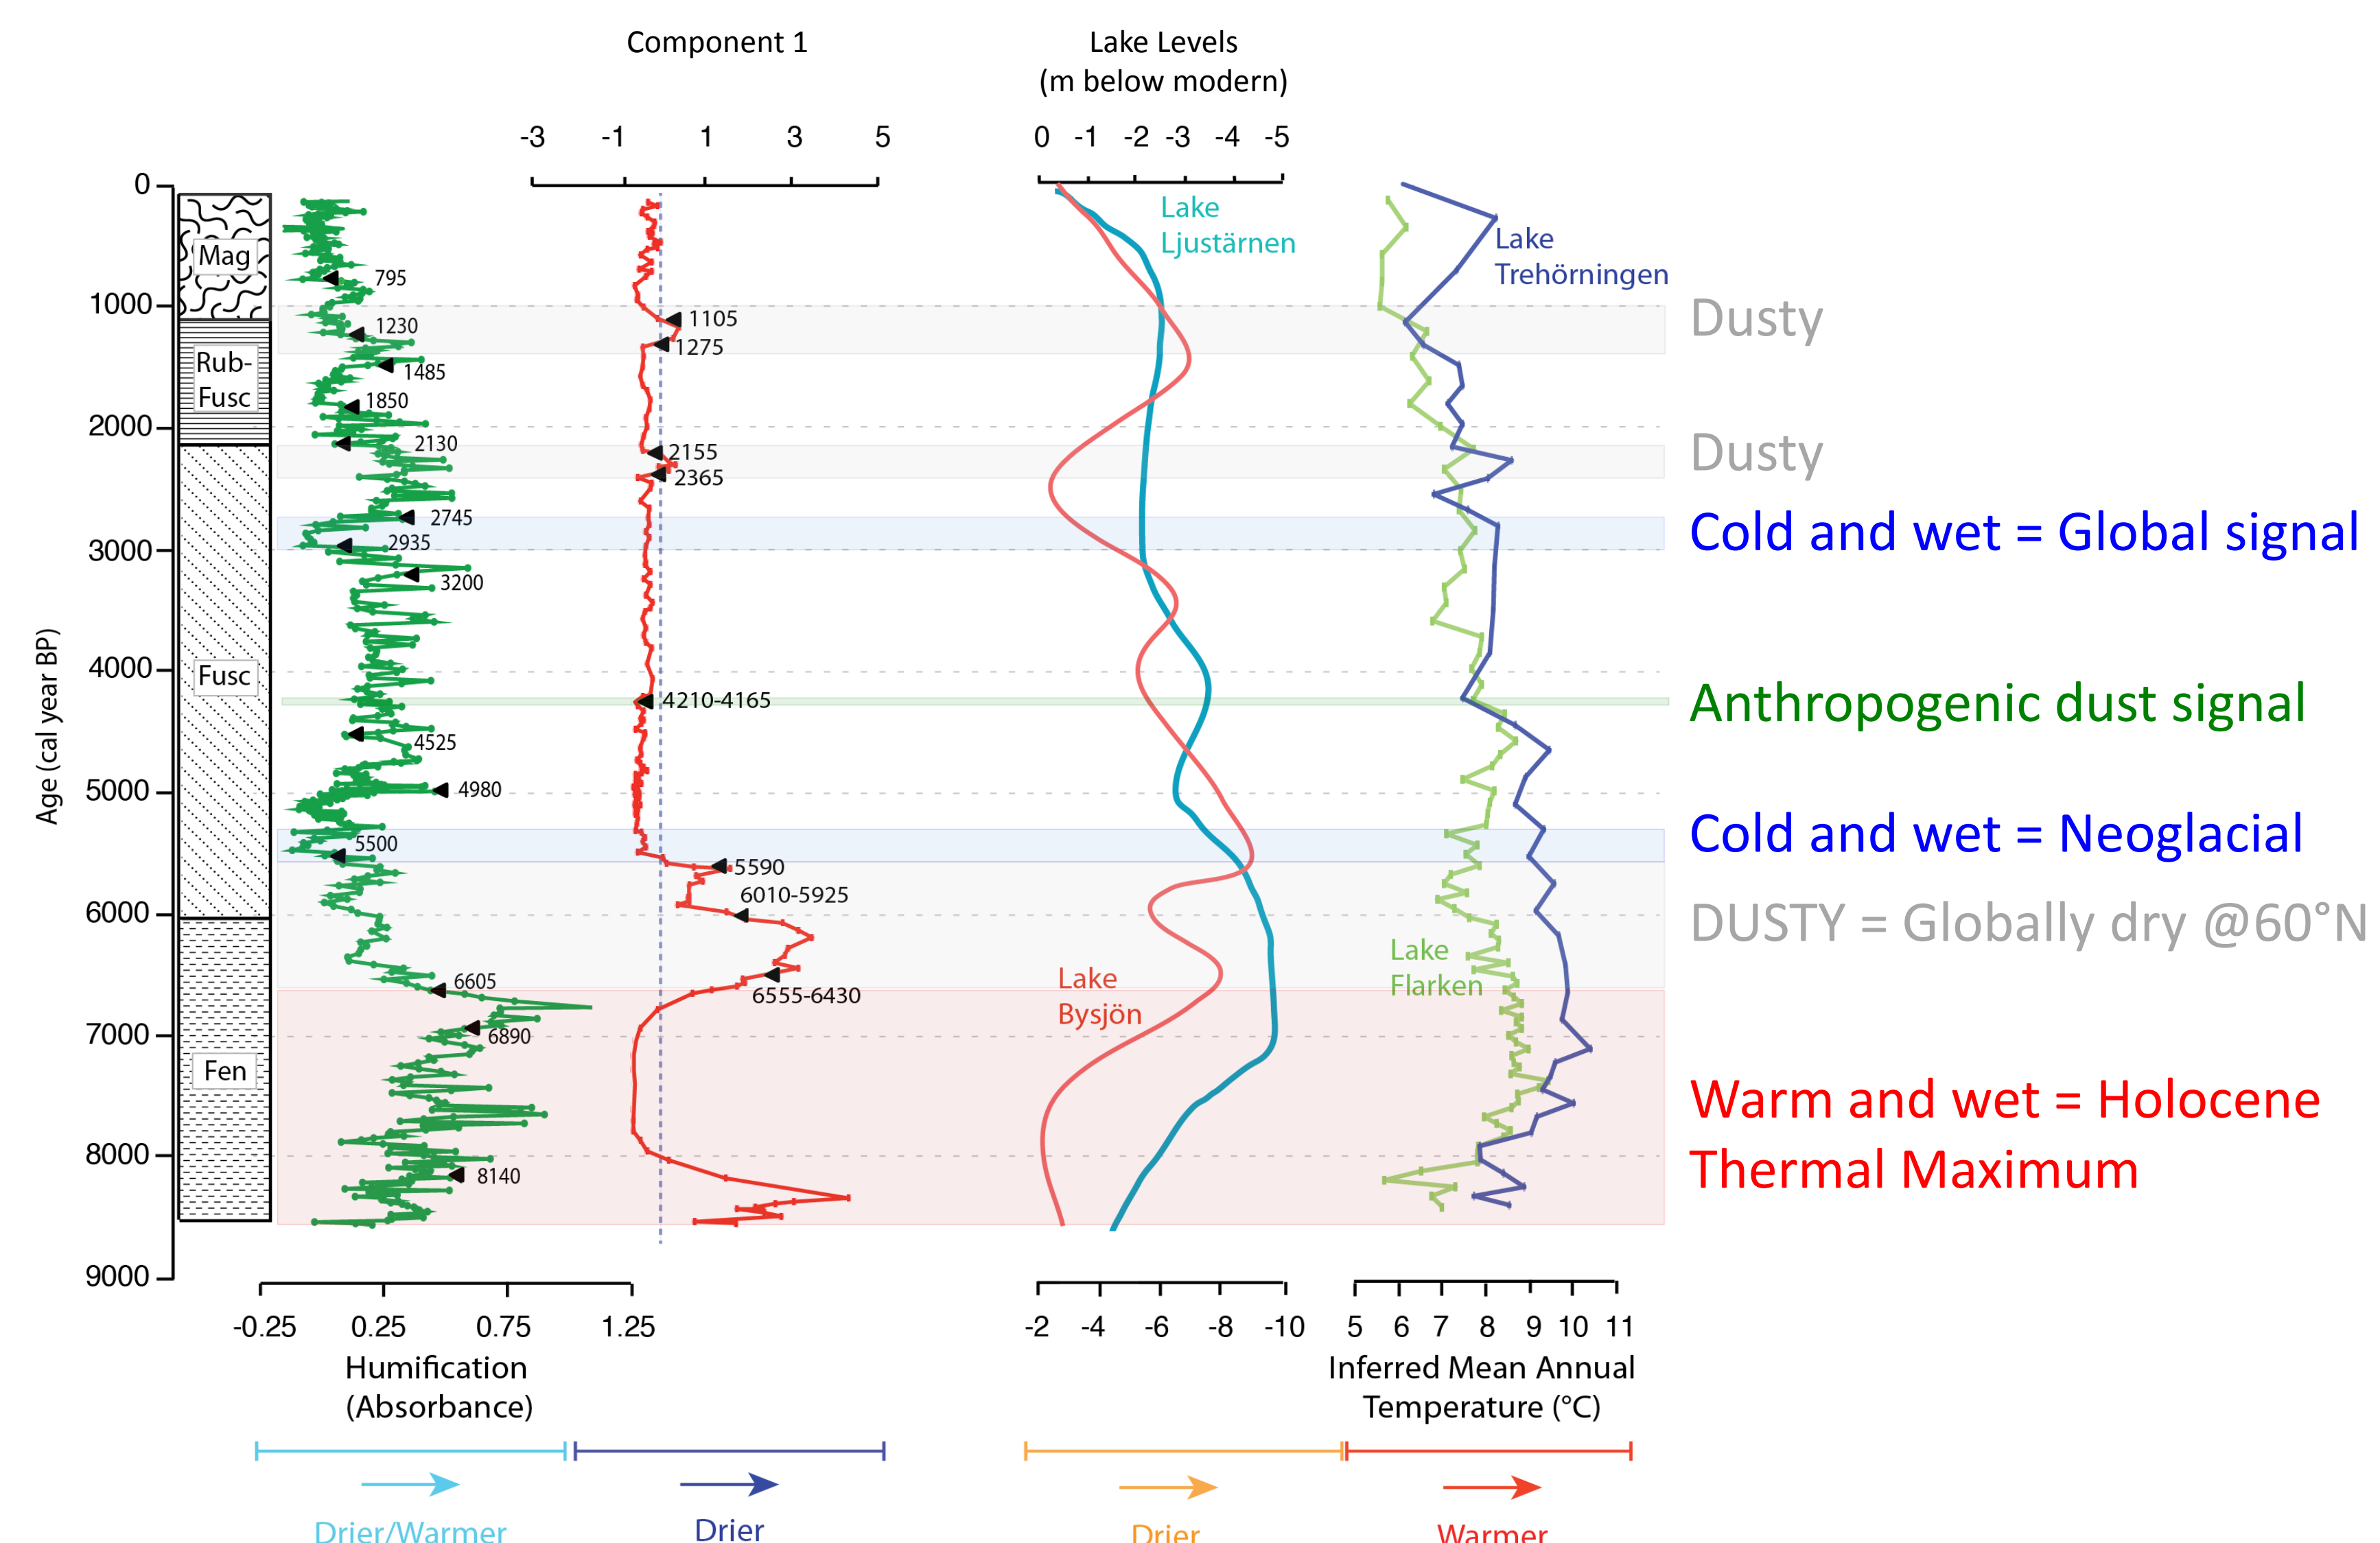 Component 1
Lake Levels
(m below modern)
-3 -1 1 3 5
0 -1 -2 -3 -4 -5
Age (cal year BP)
0
1000
2000
3000
4000
5000
6000
7000
8000
9000
Mag
Rub-
Fusc
Fusc
Fen
795
1230
1485
1850
2130
2745
2935
3200
4525
4980
5500
6605
6890
8140
1105
1275
2155
2365
4210-4165
5590
6010-5925
6555-6430
Lake
Ljustärnen
Lake
Bysjön
Lake
Trehörningen
Lake
Flarken
Dusty
Dusty
Cold and wet = Global signal
Anthropogenic dust signal
Cold and wet = Neoglacial
DUSTY = Globally dry @60°N
Warm and wet = Holocene
Thermal Maximum
-0.25 0.25 0.75 1.25
Humification
(Absorbance)
-2 -4 -6 -8 -10
5 6 7 8 9 10 11
Inferred Mean Annual
Temperature (°C)
Drier/Warmer
Drier
Drier
Warmer